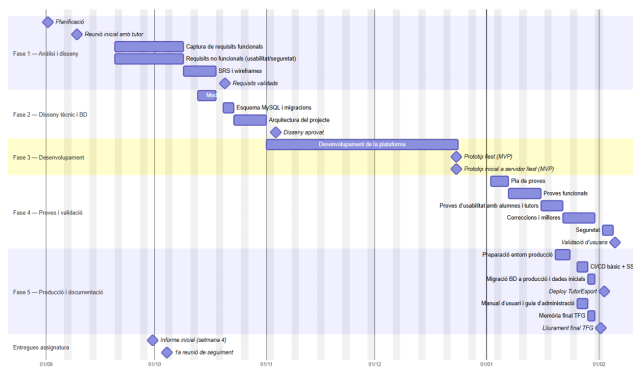 Planificació
Reunió inicial amb tutor
Captura de requisits funcionals
Fase 1 — Anàlisi i disseny
Requisits no funcionals (usabilitat/seguretat)
SRS i wireframes
Requisits validats
Mod
Esquema MySQL i migracions
Fase 2 — Disseny tècnic i BD
Arquitectura del projecte
Disseny aprovat
Desenvolupament de la plataforma
Fase 3 — Desenvolupament
Prototip llest (MVP)
Prototip inicial a servidor llest (MVP)
Pla de proves
Proves funcionals
Proves d'usabilitat amb alumnes i tutors
Fase 4 — Proves i validació
Correccions i millores
Seguretat
Validació d'usuaris
Preparació entorn producció
CI/CD bàsic + SS
Migració BD a producció i dades inicials
Fase 5 — Producció i documentació
Deploy TutorEsport
Manual d'usuari i guia d'administració
Memòria final TFG
Lliurament final TFG
Informe inicial (setmana 4)
Entregues assignatura
1a reunió de seguiment
01/09 01/10 01/11 01/12 01/01 01/02